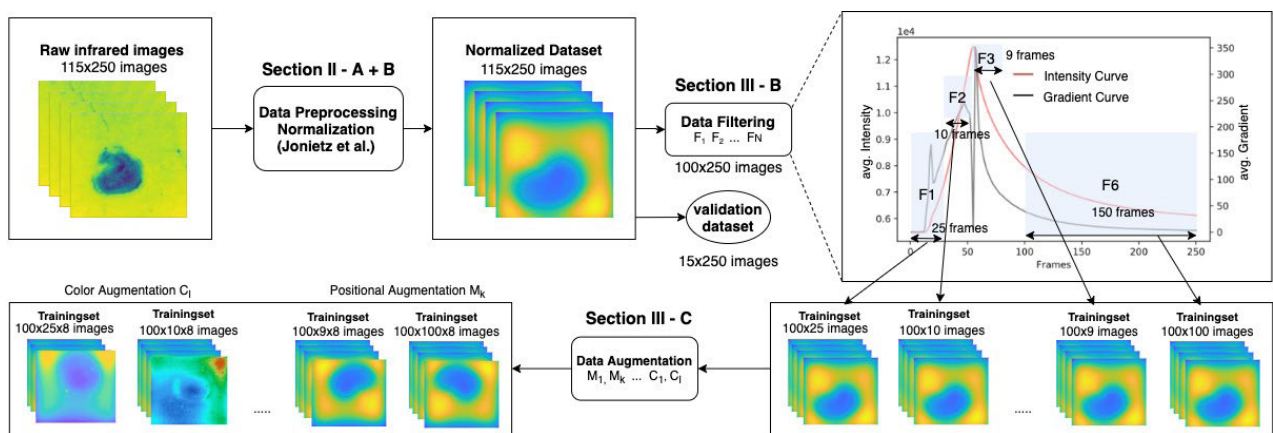 Raw infrared images
115x250 images
Section II - A + B
Data Preprocessing
Normalization
(Jonietz et al.)
Normalized Dataset
115x250 images
Section III - B
Data Filtering
F₁ F₂ ... FN
100x250 images
validation
dataset
15x250 images
1e4
avg. Intensity
1.2
1.1
1.0
0.9
0.8
0.7
0.6
F1
F2
F3
F6
9 frames
10 frames
25 frames
150 frames
Intensity Curve
Gradient Curve
350
300
250
200
150
100
50
0
avg. Gradient
0
50
100
150
200
250
Frames
Trainingset
100x25 images
Trainingset
100x10 images
.....
Trainingset
100x9 images
Trainingset
100x100 images
Section III - C
Data Augmentation
M₁, Mₖ ... C₁, Cₗ
Color Augmentation Cₗ
Positional Augmentation Mₖ
Trainingset
100x25x8 images
Trainingset
100x10x8 images
.....
Trainingset
100x9x8 images
Trainingset
100x100x8 images